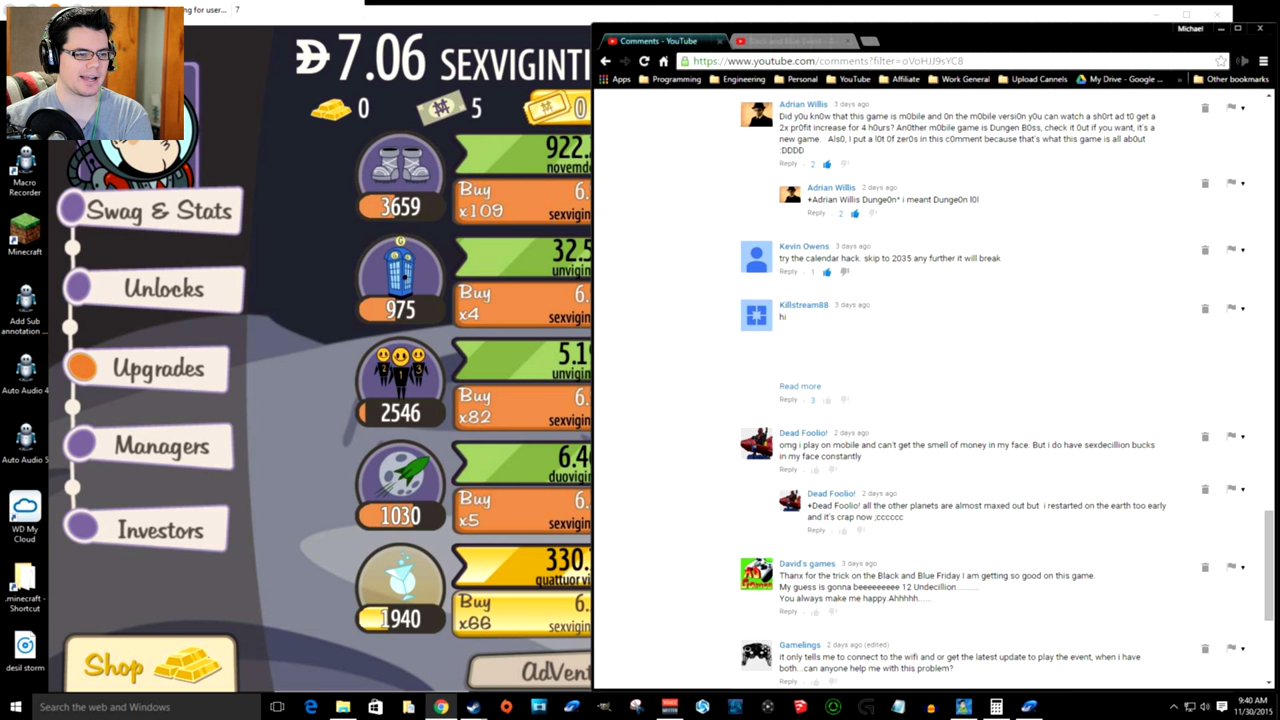 ng for user...
7
7.06 SEXVIGINTI
0
5
0
Macro
Recorder
Minecraft
Add Sub
annotation ...
Auto Audio 4
Auto Audio 5
WD My
Cloud
.minecraft -
Shortcut
desil storm
Swag & Stats
Unlocks
Upgrades
Managers
Investors
Shop
3659
922.
novemd
Buy
x109
6.
sexvigin
G
975
32.5
unvigin
Buy
x4
6.
sexvigin
2 1 3
2546
5.1
Buy
x82
6.
sexvigin
1030
6.4
duovigin
Buy
x5
6.
sexvigin
1940
330.
quattuor vi
Buy
x66
6.
sexvigin
AdVent
Michael
Comments - YouTube
https://www.youtube.com/comments?filter=oVoHJJ9sYC8
Apps Programming Engineering Personal YouTube Affiliate Work General Upload Cannels My Drive - Google ... » Other bookmarks
Adrian Willis 3 days ago
Did y0u kn0w that this game is m0bile and 0n the m0bile versi0n y0u can watch a sh0rt ad t0 get a
2x pr0fit increase for 4 h0urs? An0ther m0bile game is Dungen B0ss, check it 0ut if you want, it's a
new game. Als0, I put a l0t 0f zer0s in this c0mment because that's what this game is all ab0ut
:DDDD
Reply · 2
Adrian Willis 2 days ago
+Adrian Willis Dunge0n* i meant Dunge0n l0l
Reply · 2
Kevin Owens 3 days ago
try the calendar hack. skip to 2035 any further it will break
Reply · 1
Killstream88 3 days ago
hi
Read more
Reply · 3
Dead Foolio! 2 days ago
omg i play on mobile and can't get the smell of money in my face. But i do have sexdecillion bucks
in my face constantly
Reply ·
Dead Foolio! 2 days ago
+Dead Foolio! all the other planets are almost maxed out but i restarted on the earth too early
and it's crap now ;cccccc
Reply ·
David's games 3 days ago
Thanx for the trick on the Black and Blue Friday I am getting so good on this game.
My guess is gonna beeeeeeeee 12 Undecillion..........
You always make me happy.Ahhhhh......
Reply ·
Gamelings 2 days ago (edited)
it only tells me to connect to the wifi and or get the latest update to play the event, when i have
both...can anyone help me with this problem?
Reply ·
Search the web and Windows
9:40 AM
11/30/2015